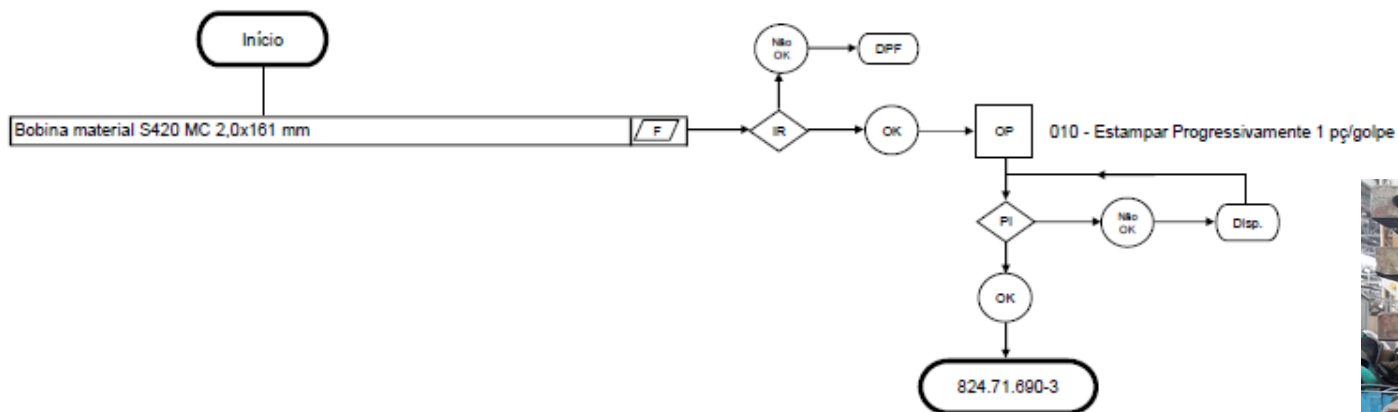 Início
Não
OK
DPF
Bobina material S420 MC 2,0x161 mm
F
IR
OK
OP
010 - Estampar Progressivamente 1 pç/golpe
PI
Não
OK
Disp.
OK
824.71.690-3